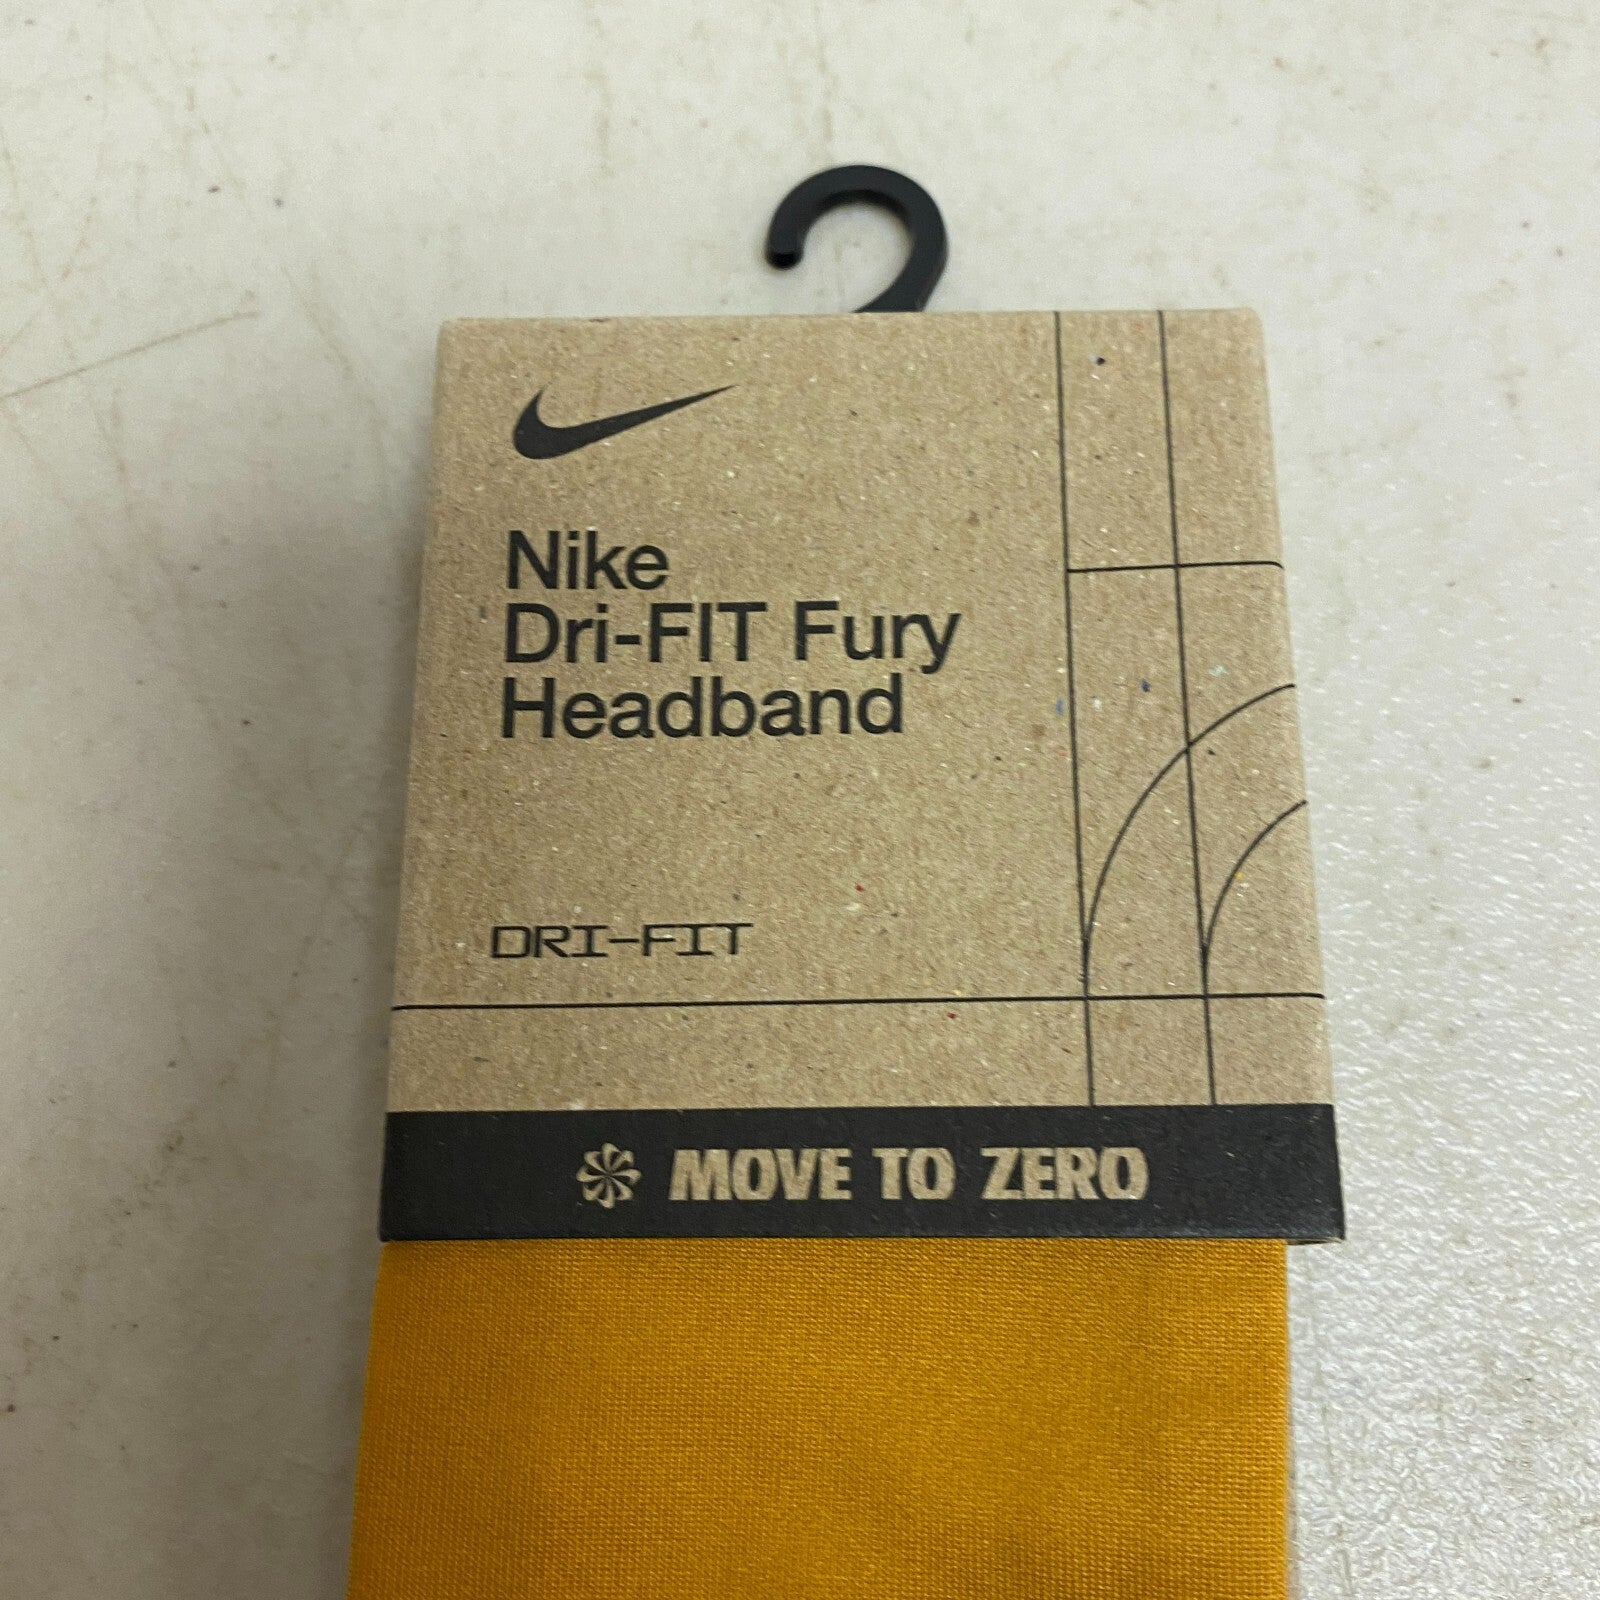 Nike
Dri-FIT Fury
Headband
DRI-FIT
MOVE TO ZERO